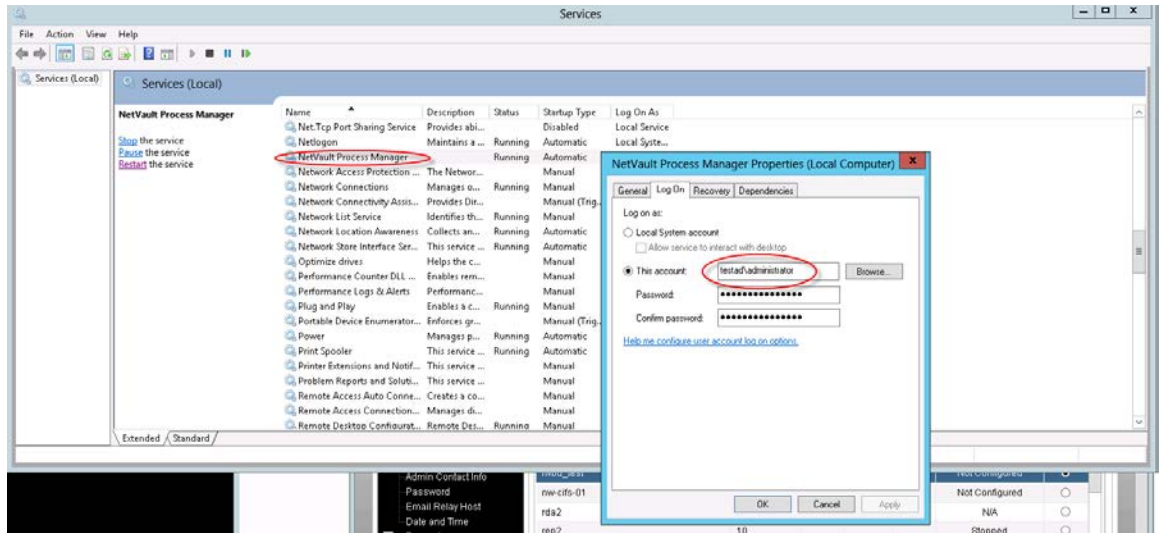 Services
File Action View Help
Services (Local)
Services (Local)
NetVault Process Manager
Stop the service
Pause the service
Restart the service
Name Description Status Startup Type Log On As
Net.Tcp Port Sharing Service Provides abi... Disabled Local Service
Netlogon Maintains a ... Running Automatic Local Syste...
NetVault Process Manager Running Automatic
Network Access Protection ... The Networ... Manual
Network Connections Manages o... Running Manual
Network Connectivity Assis... Provides Dir... Manual (Trig...
Network List Service Identifies th... Running Manual
Network Location Awareness Collects an... Running Automatic
Network Store Interface Ser... This service ... Running Automatic
Optimize drives Helps the c... Manual
Performance Counter DLL ... Enables rem... Manual
Performance Logs & Alerts Performanc... Manual
Plug and Play Enables a c... Running Manual
Portable Device Enumerator... Enforces gr... Manual (Trig...
Power Manages p... Running Automatic
Print Spooler This service ... Running Automatic
Printer Extensions and Notif... This service ... Manual
Problem Reports and Soluti... This service ... Manual
Remote Access Auto Conne... Creates a co... Manual
Remote Access Connection... Manages di... Manual
Remote Desktop Configurat... Remote Des... Running Manual
Extended Standard
NetVault Process Manager Properties (Local Computer)
General Log On Recovery Dependencies
Log on as:
Local System account
Allow service to interact with desktop
This account: testad\administrator Browse...
Password:
Confirm password:
Help me configure user account log on options.
OK Cancel Apply
Admin Contact Info
Password
Email Relay Host
Date and Time
nw-cifs-01 Not Configured
rda2 N/A
rep2 10 Stopped